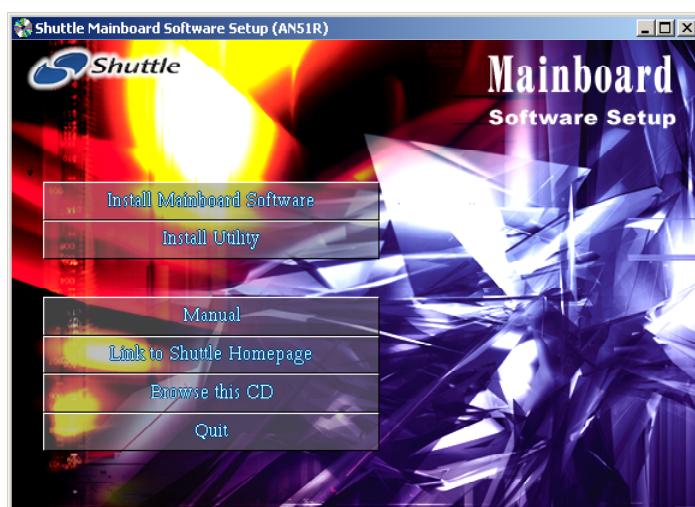 Shuttle Mainboard Software Setup (AN51R)
Shuttle
Mainboard
Software Setup
Install Mainboard Software
Install Utility
Manual
Link to Shuttle Homepage
Browse this CD
Quit